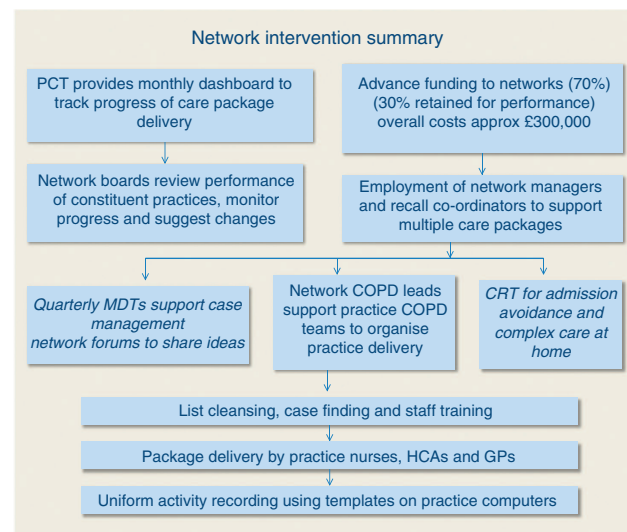 Network intervention summary
PCT provides monthly dashboard to
track progress of care package
delivery
Advance funding to networks (70%)
(30% retained for performance)
overall costs approx £300,000
Network boards review performance
of constituent practices, monitor
progress and suggest changes
Employment of network managers
and recall co-ordinators to support
multiple care packages
Quarterly MDTs support case
management
network forums to share ideas
Network COPD leads
support practice COPD
teams to organise
practice delivery
CRT for admission
avoidance and
complex care at
home
List cleansing, case finding and staff training
Package delivery by practice nurses, HCAs and GPs
Uniform activity recording using templates on practice computers